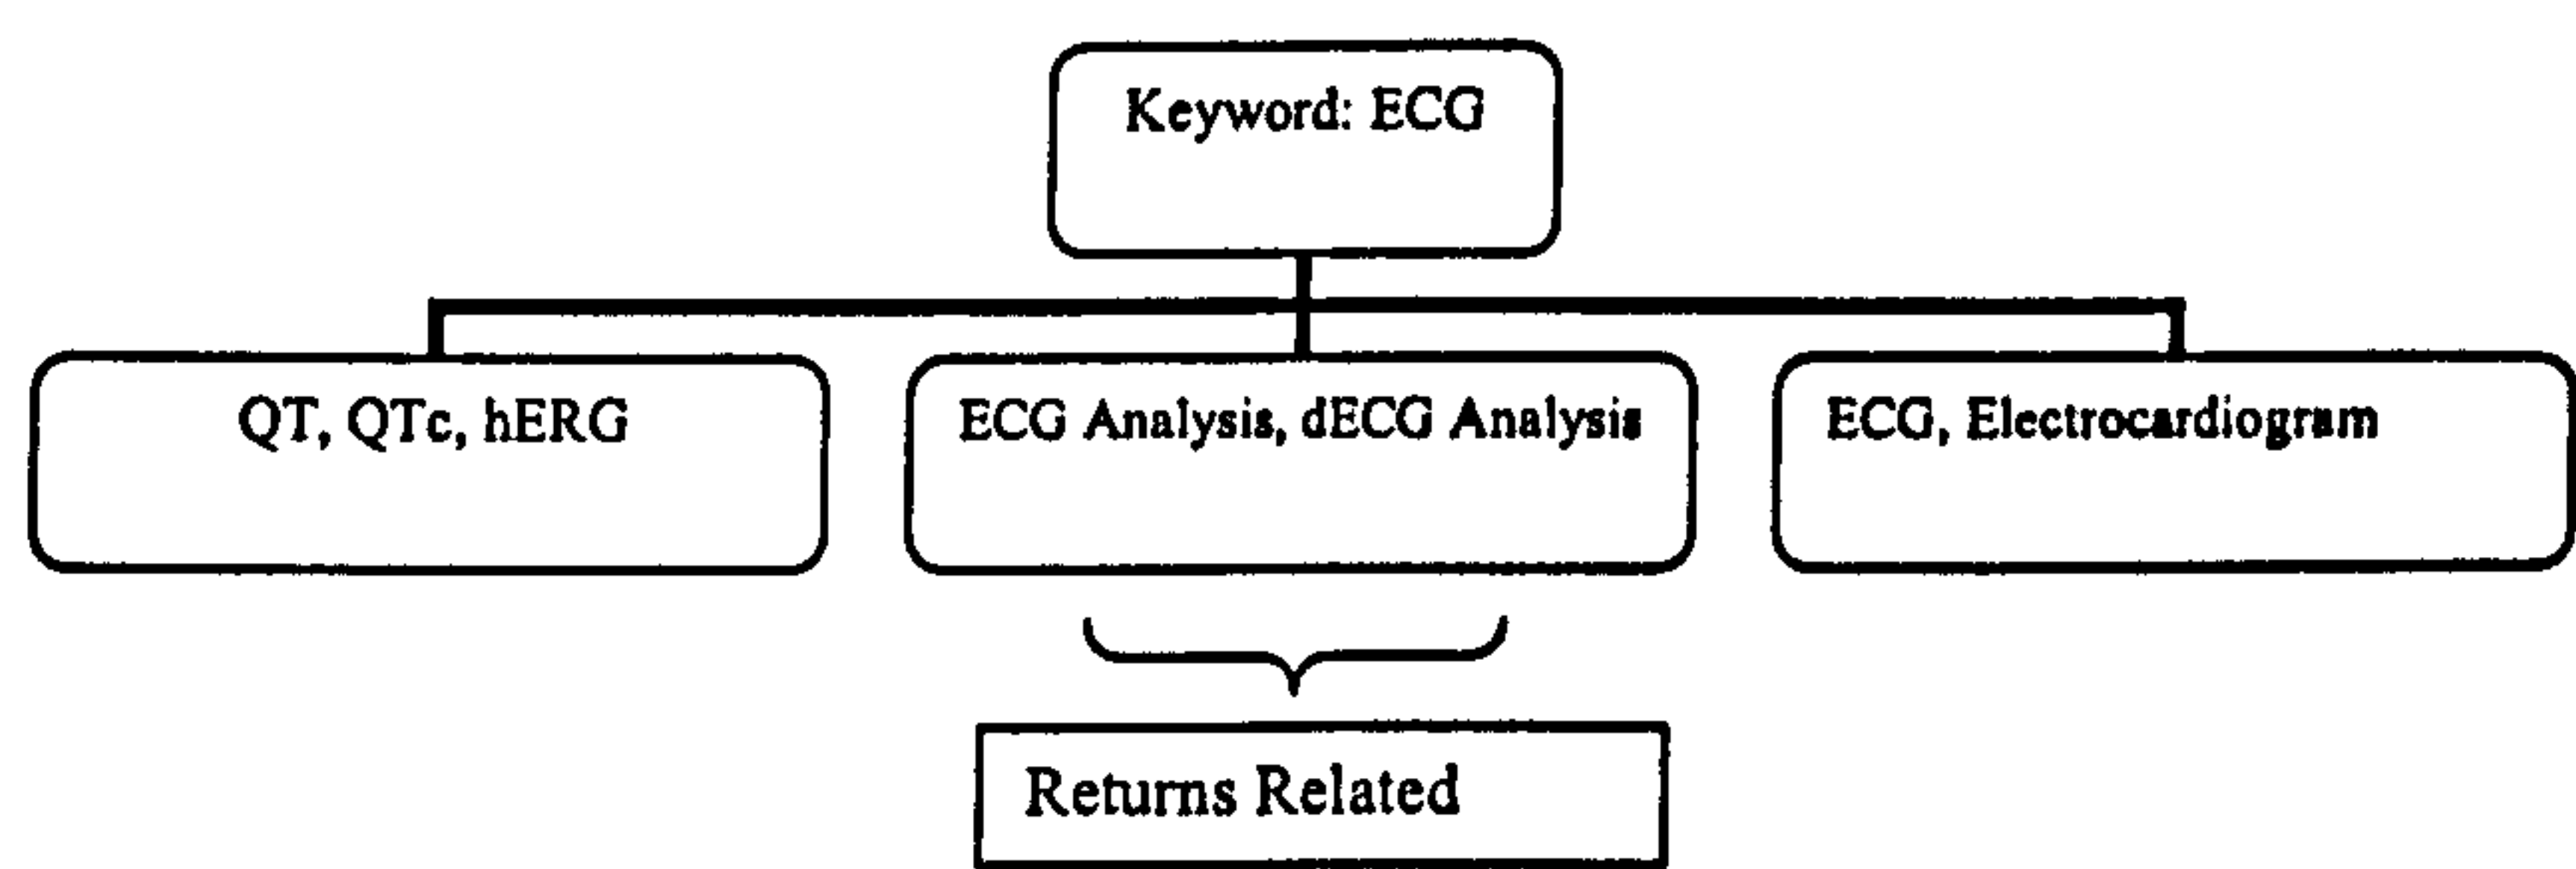 Keyword: ECG
QT, QTc, hERG
ECG Analysis, dECG Analysis
ECG, Electrocardiogram
Returns Related